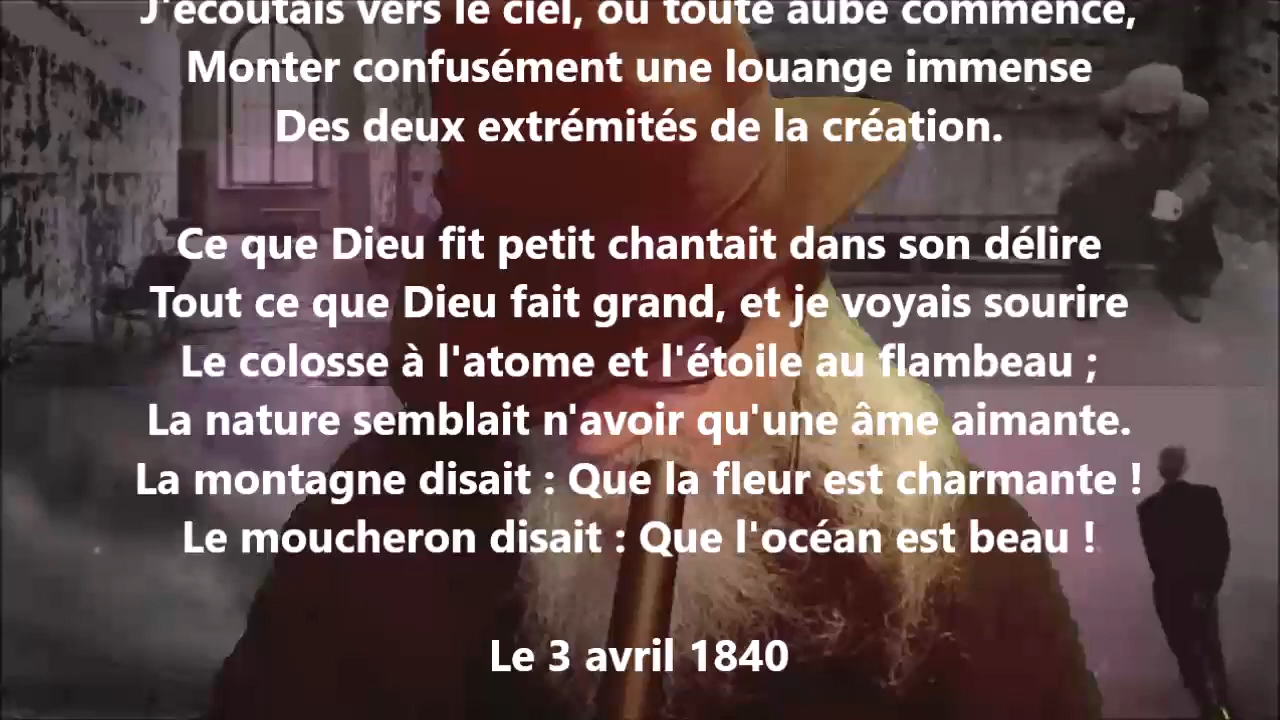 J'écoutais vers le ciel, où toute aube commence,
Monter confusément une louange immense
Des deux extrémités de la création.
Ce que Dieu fit petit chantait dans son délire
Tout ce que Dieu fait grand, et je voyais sourire
Le colosse à l'atome et l'étoile au flambeau ;
La nature semblait n'avoir qu'une âme aimante.
La montagne disait : Que la fleur est charmante !
Le moucheron disait : Que l'océan est beau !
Le 3 avril 1840